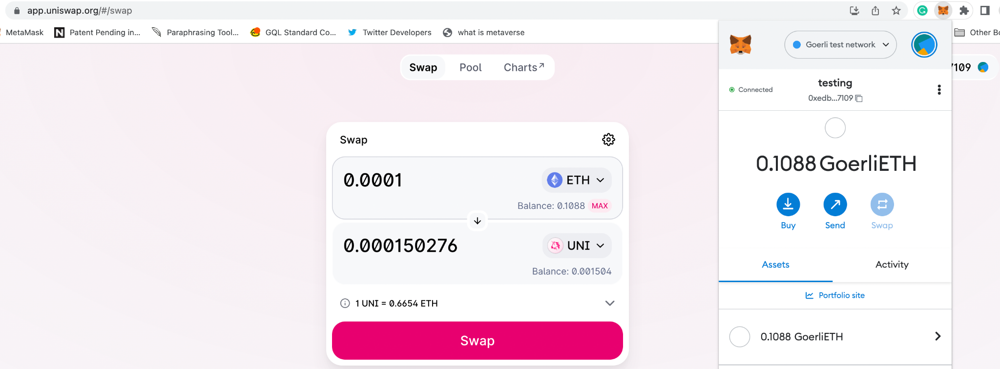 app.uniswap.org/#/swap
MetaMask
Patent Pending in...
Paraphrasing Tool...
GQL Standard Co...
Twitter Developers
what is metaverse
Other Bo
Swap
Pool
Charts↗
7109
Swap
0.0001
ETH
Balance: 0.1088 MAX
0.000150276
UNI
Balance: 0.001504
1 UNI = 0.6654 ETH
Swap
Goerli test network
Connected
testing
0xedb...7109
0.1088 GoerliETH
Buy
Send
Swap
Assets
Activity
Portfolio site
0.1088 GoerliETH